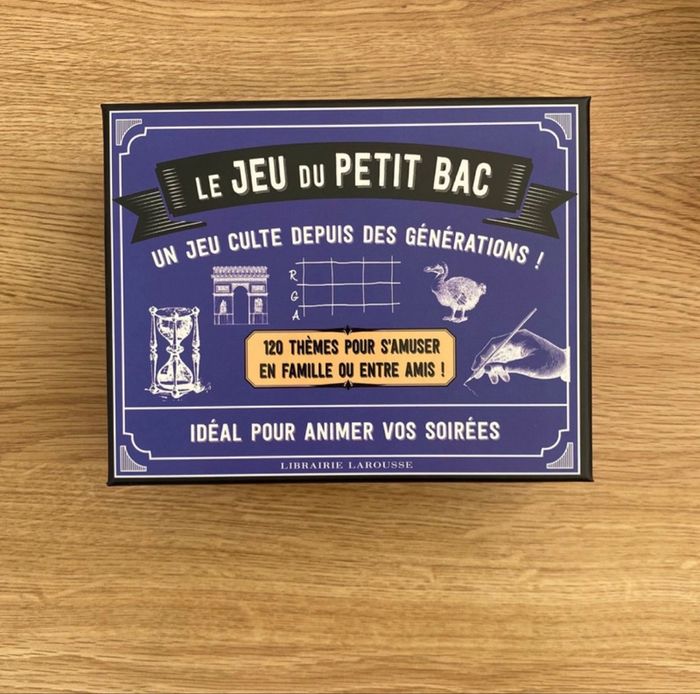 LE JEU DU PETIT BAC
UN JEU CULTE DEPUIS DES GÉNÉRATIONS !
R
G
A
120 THÈMES POUR S'AMUSER
EN FAMILLE OU ENTRE AMIS !
IDÉAL POUR ANIMER VOS SOIRÉES
LIBRAIRIE LAROUSSE